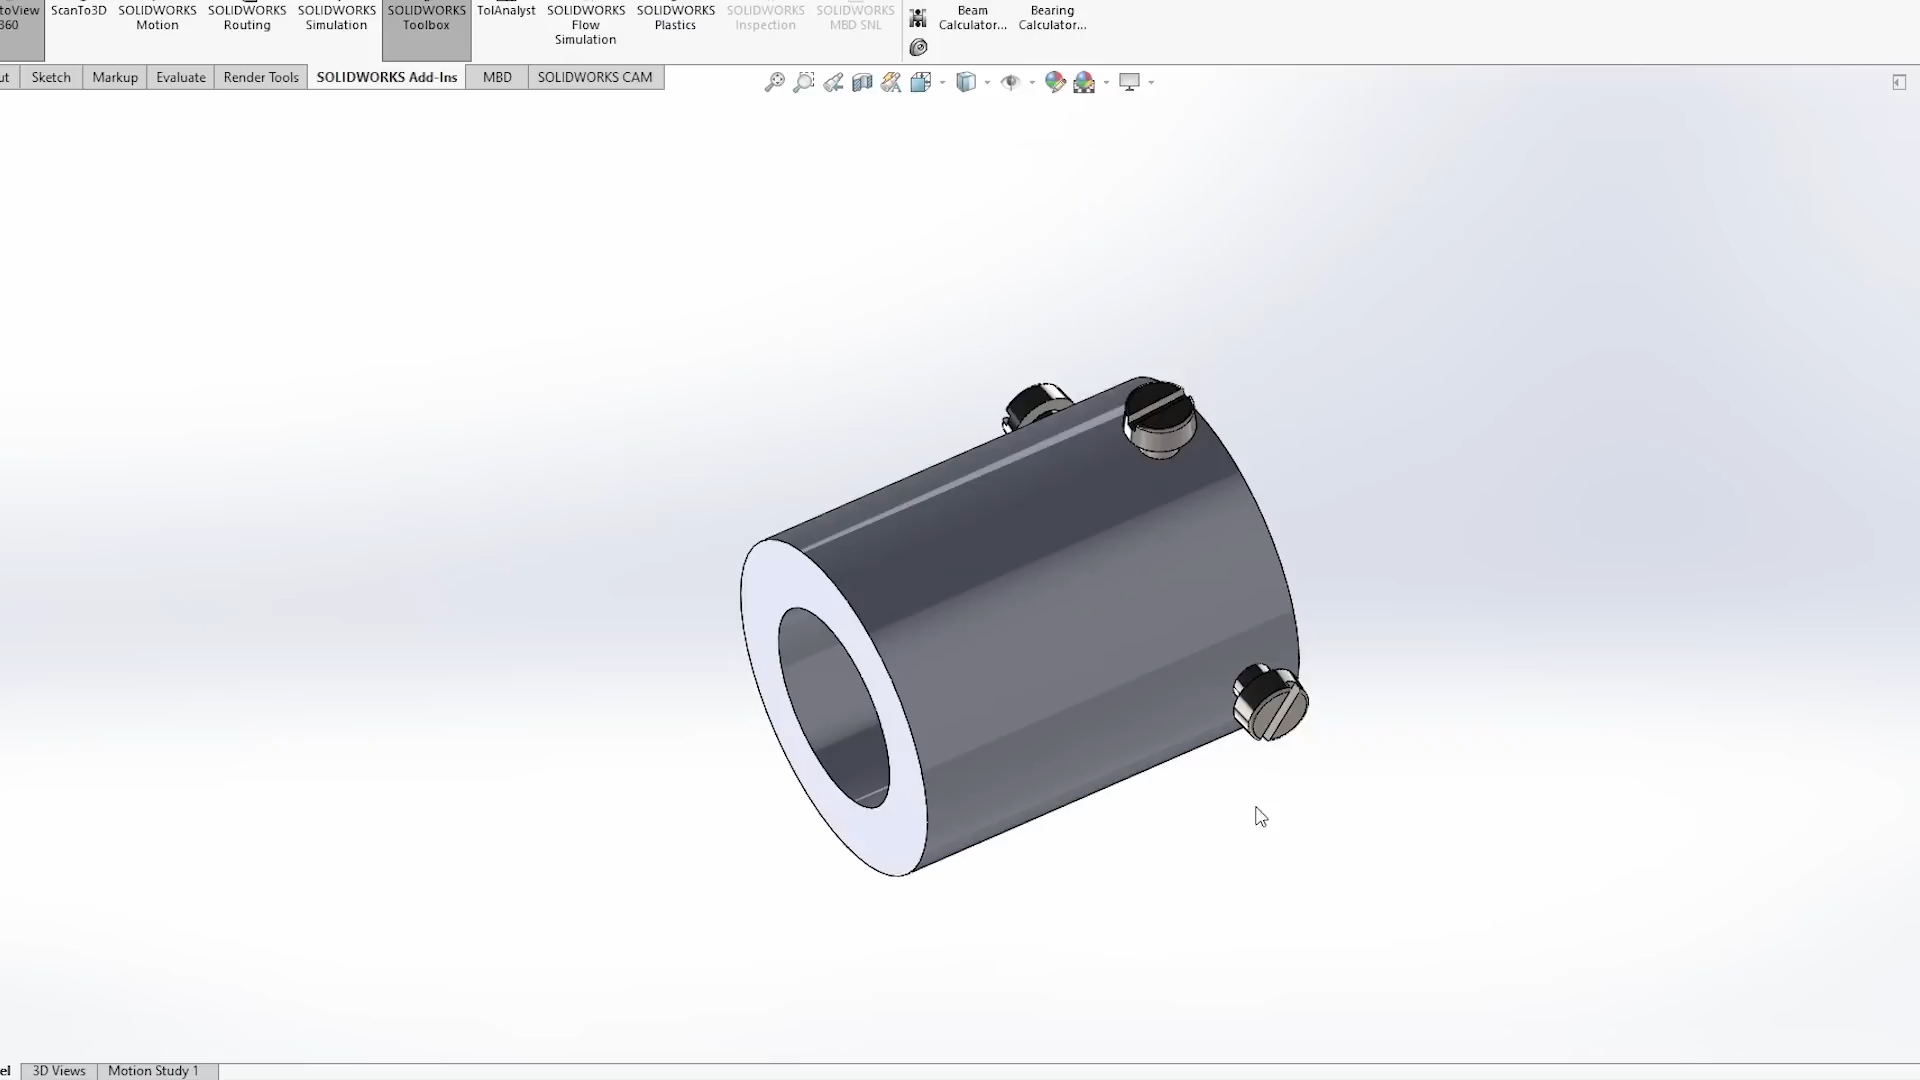 toView ScanTo3D SOLIDWORKS SOLIDWORKS SOLIDWORKS SOLIDWORKS TolAnalyst SOLIDWORKS SOLIDWORKS SOLIDWORKS SOLIDWORKS Beam Bearing
360 Motion Routing Simulation Toolbox Flow Plastics Inspection MBD SNL Calculator... Calculator...
Simulation
ut Sketch Markup Evaluate Render Tools SOLIDWORKS Add-Ins MBD SOLIDWORKS CAM
el 3D Views Motion Study 1